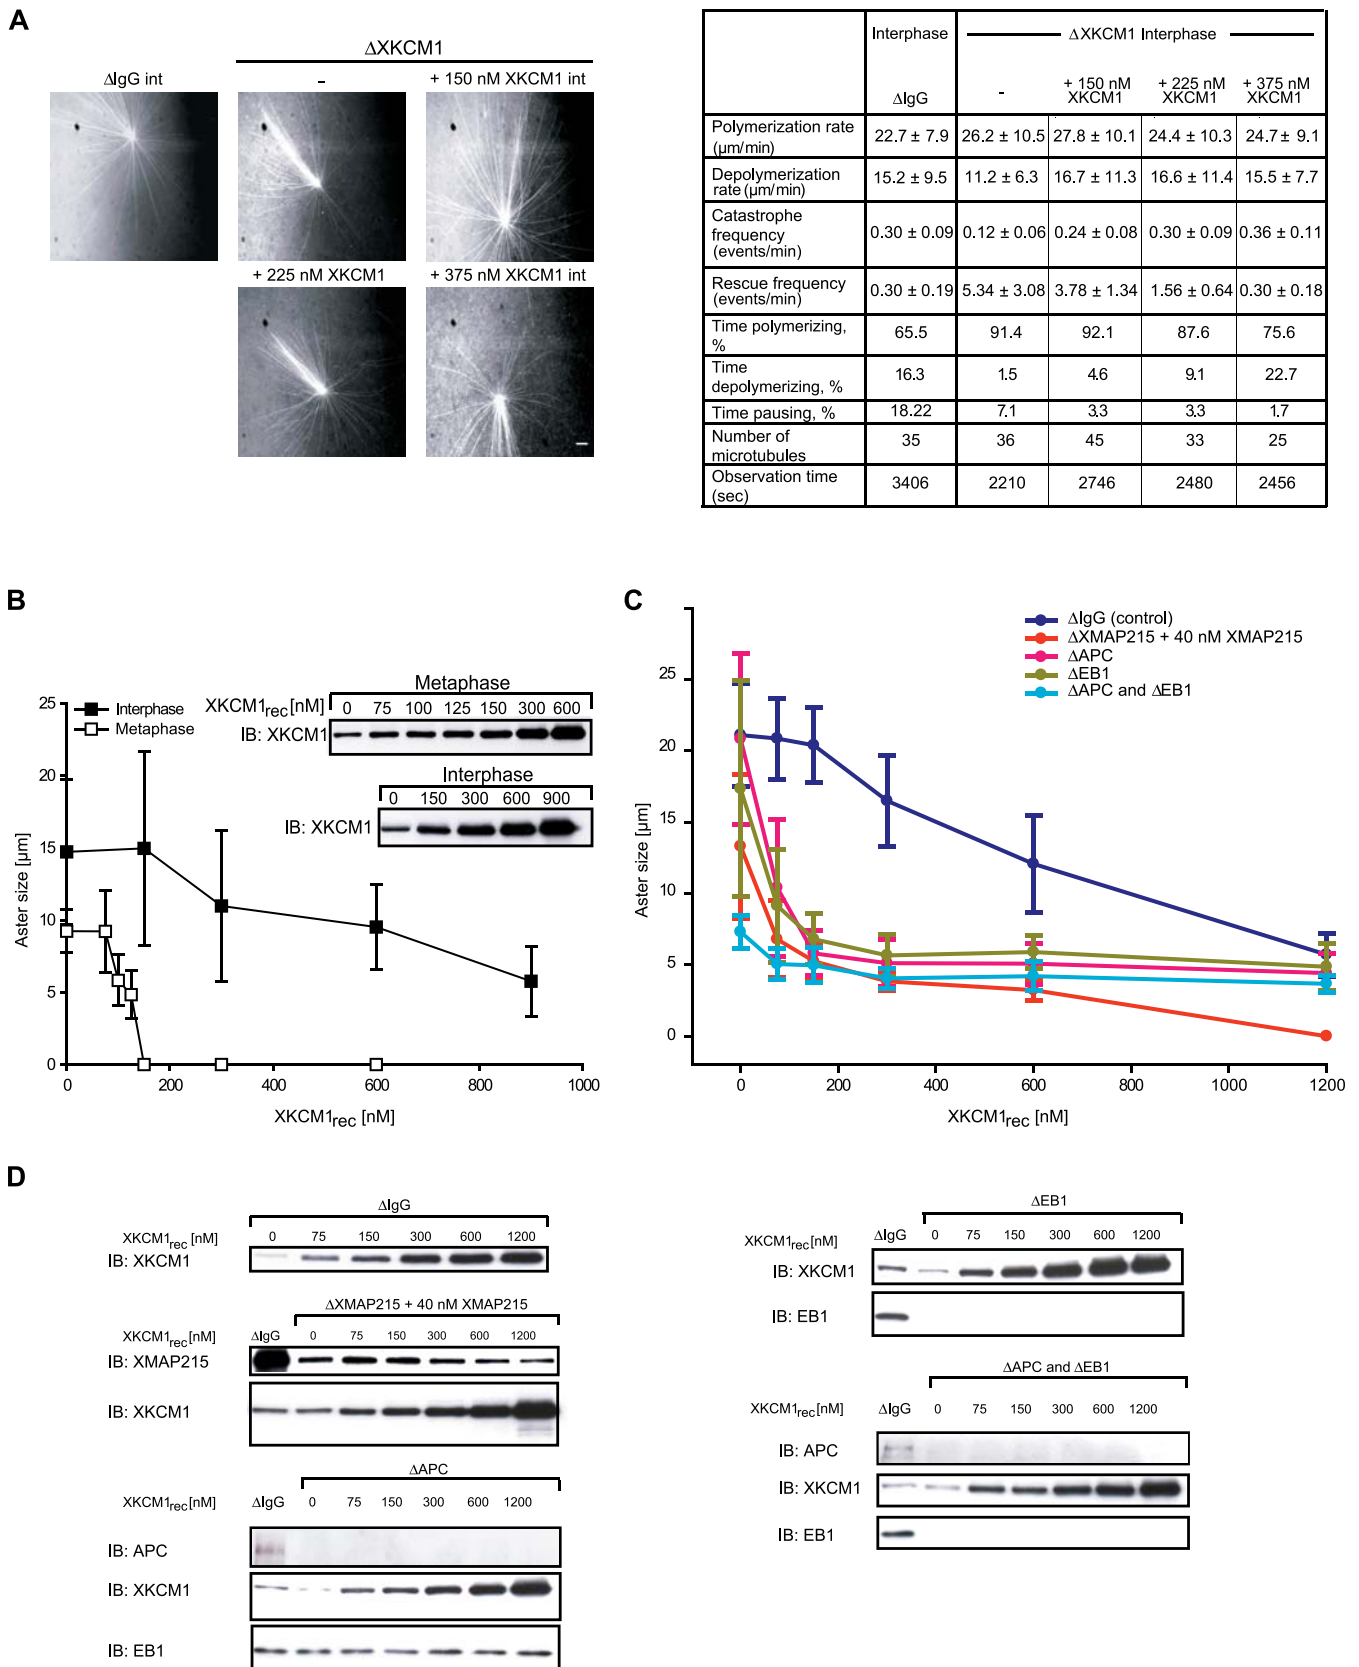 A
ΔXKCM1
ΔIgG int
-
+ 150 nM XKCM1 int
+ 225 nM XKCM1
+ 375 nM XKCM1 int
Interphase
ΔXKCM1 Interphase
ΔIgG
-
+ 150 nM XKCM1
+ 225 nM XKCM1
+ 375 nM XKCM1
Polymerization rate (µm/min) 22.7 ± 7.9 26.2 ± 10.5 27.8 ± 10.1 24.4 ± 10.3 24.7± 9.1
Depolymerization rate (µm/min) 15.2 ± 9.5 11.2 ± 6.3 16.7 ± 11.3 16.6 ± 11.4 15.5 ± 7.7
Catastrophe frequency (events/min) 0.30 ± 0.09 0.12 ± 0.06 0.24 ± 0.08 0.30 ± 0.09 0.36 ± 0.11
Rescue frequency (events/min) 0.30 ± 0.19 5.34 ± 3.08 3.78 ± 1.34 1.56 ± 0.64 0.30 ± 0.18
Time polymerizing, % 65.5 91.4 92.1 87.6 75.6
Time depolymerizing, % 16.3 1.5 4.6 9.1 22.7
Time pausing, % 18.22 7.1 3.3 3.3 1.7
Number of microtubules 35 36 45 33 25
Observation time (sec) 3406 2210 2746 2480 2456
B
Interphase
Metaphase
Metaphase
XKCM1rec [nM] 0 75 100 125 150 300 600
IB: XKCM1
Interphase
0 150 300 600 900
IB: XKCM1
Aster size [µm]
25
20
15
10
5
0
0 200 400 600 800 1000
XKCM1rec [nM]
C
ΔIgG (control)
ΔXMAP215 + 40 nM XMAP215
ΔAPC
ΔEB1
ΔAPC and ΔEB1
Aster size [µm]
25
20
15
10
5
0
0 200 400 600 800 1000 1200
XKCM1rec [nM]
D
ΔIgG
XKCM1rec [nM] 0 75 150 300 600 1200
IB: XKCM1
ΔXMAP215 + 40 nM XMAP215
XKCM1rec [nM] ΔIgG 0 75 150 300 600 1200
IB: XMAP215
IB: XKCM1
ΔAPC
XKCM1rec [nM] ΔIgG 0 75 150 300 600 1200
IB: APC
IB: XKCM1
IB: EB1
ΔEB1
XKCM1rec [nM] ΔIgG 0 75 150 300 600 1200
IB: XKCM1
IB: EB1
ΔAPC and ΔEB1
XKCM1rec [nM] ΔIgG 0 75 150 300 600 1200
IB: APC
IB: XKCM1
IB: EB1